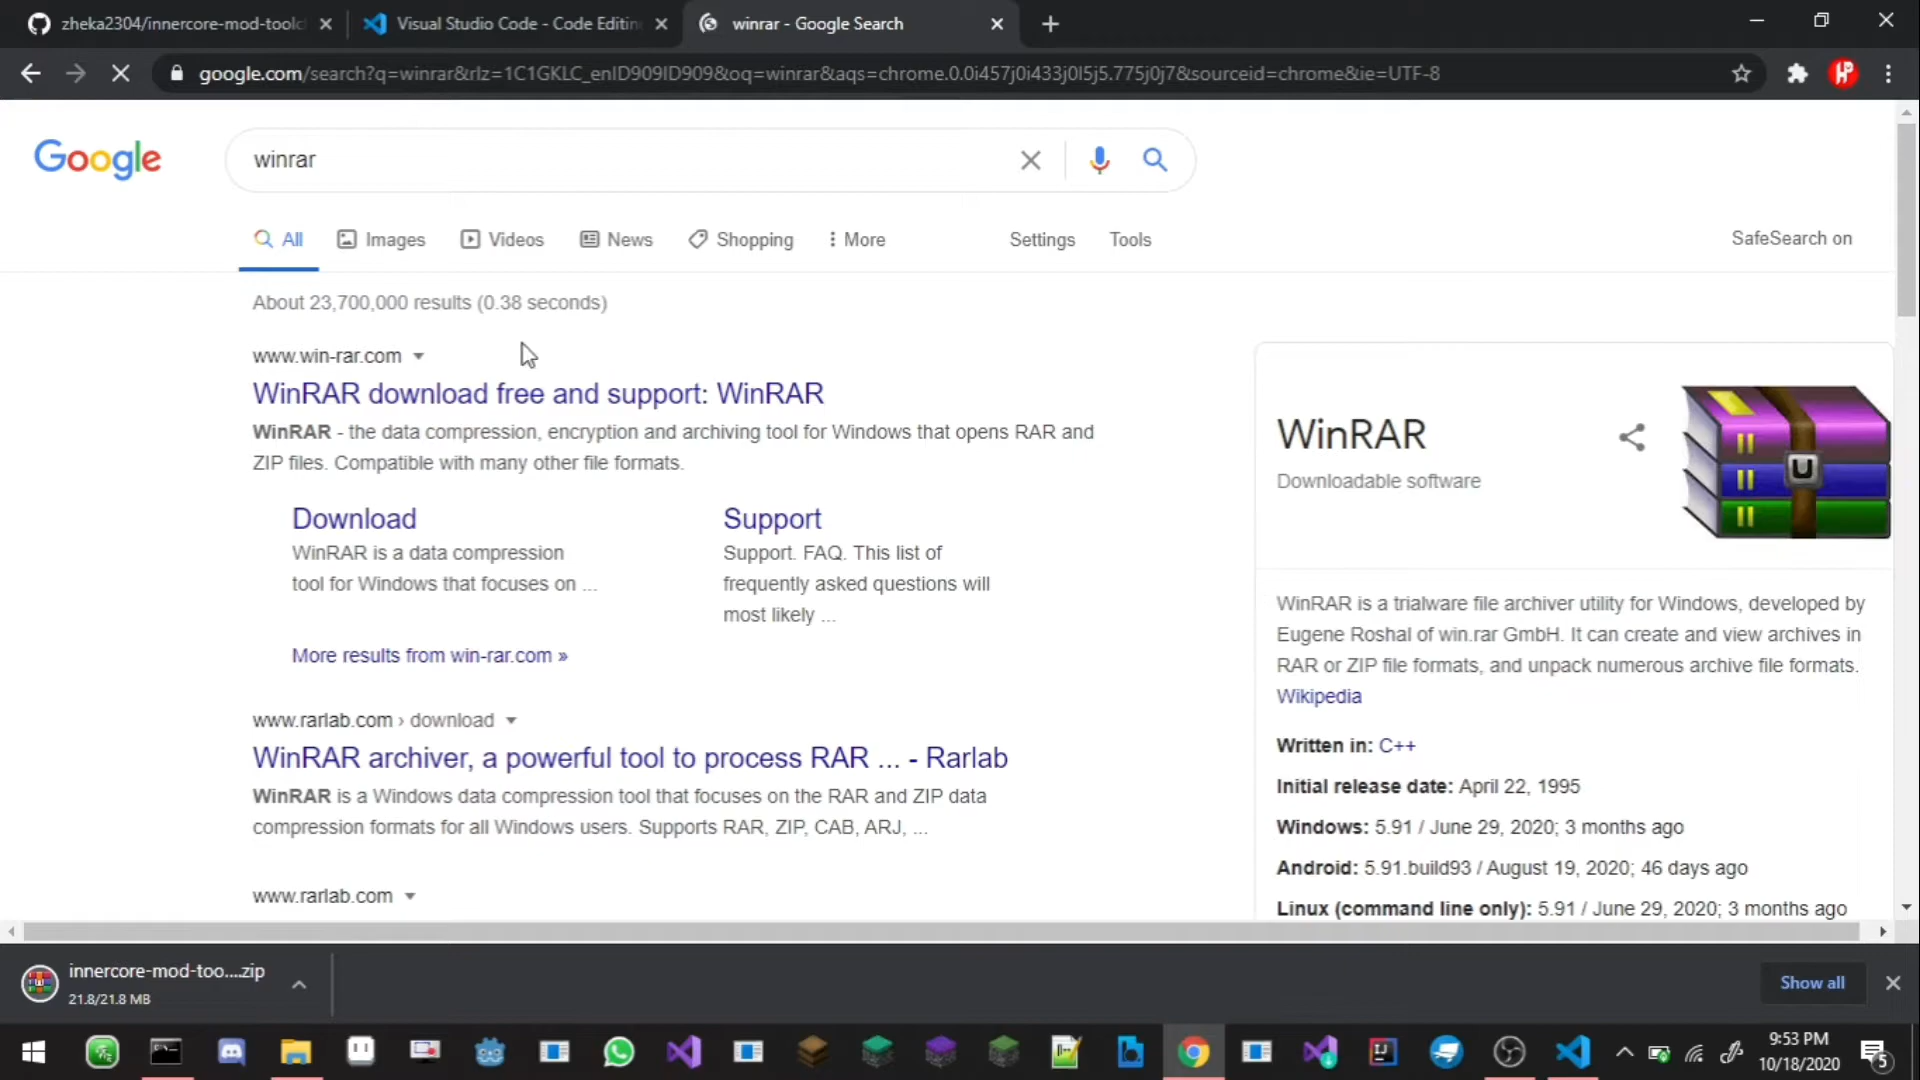 zheka2304/innercore-mod-toolc
Visual Studio Code - Code Editin
winrar - Google Search
google.com/search?q=winrar&rlz=1C1GKLC_enID909ID909&oq=winrar&aqs=chrome.0.0i457j0i433j0l5j5.775j0j7&sourceid=chrome&ie=UTF-8
Google
winrar
All
Images
Videos
News
Shopping
More
Settings
Tools
SafeSearch on
About 23,700,000 results (0.38 seconds)
www.win-rar.com
WinRAR download free and support: WinRAR
WinRAR - the data compression, encryption and archiving tool for Windows that opens RAR and
ZIP files. Compatible with many other file formats.
Download
WinRAR is a data compression
tool for Windows that focuses on ...
Support
Support. FAQ. This list of
frequently asked questions will
most likely ...
More results from win-rar.com »
www.rarlab.com › download
WinRAR archiver, a powerful tool to process RAR ... - Rarlab
WinRAR is a Windows data compression tool that focuses on the RAR and ZIP data
compression formats for all Windows users. Supports RAR, ZIP, CAB, ARJ, ...
www.rarlab.com
WinRAR
Downloadable software
WinRAR is a trialware file archiver utility for Windows, developed by
Eugene Roshal of win.rar GmbH. It can create and view archives in
RAR or ZIP file formats, and unpack numerous archive file formats.
Wikipedia
Written in: C++
Initial release date: April 22, 1995
Windows: 5.91 / June 29, 2020; 3 months ago
Android: 5.91.build93 / August 19, 2020; 46 days ago
Linux (command line only): 5.91 / June 29, 2020; 3 months ago
innercore-mod-too....zip
21.8/21.8 MB
Show all
9:53 PM
10/18/2020
5